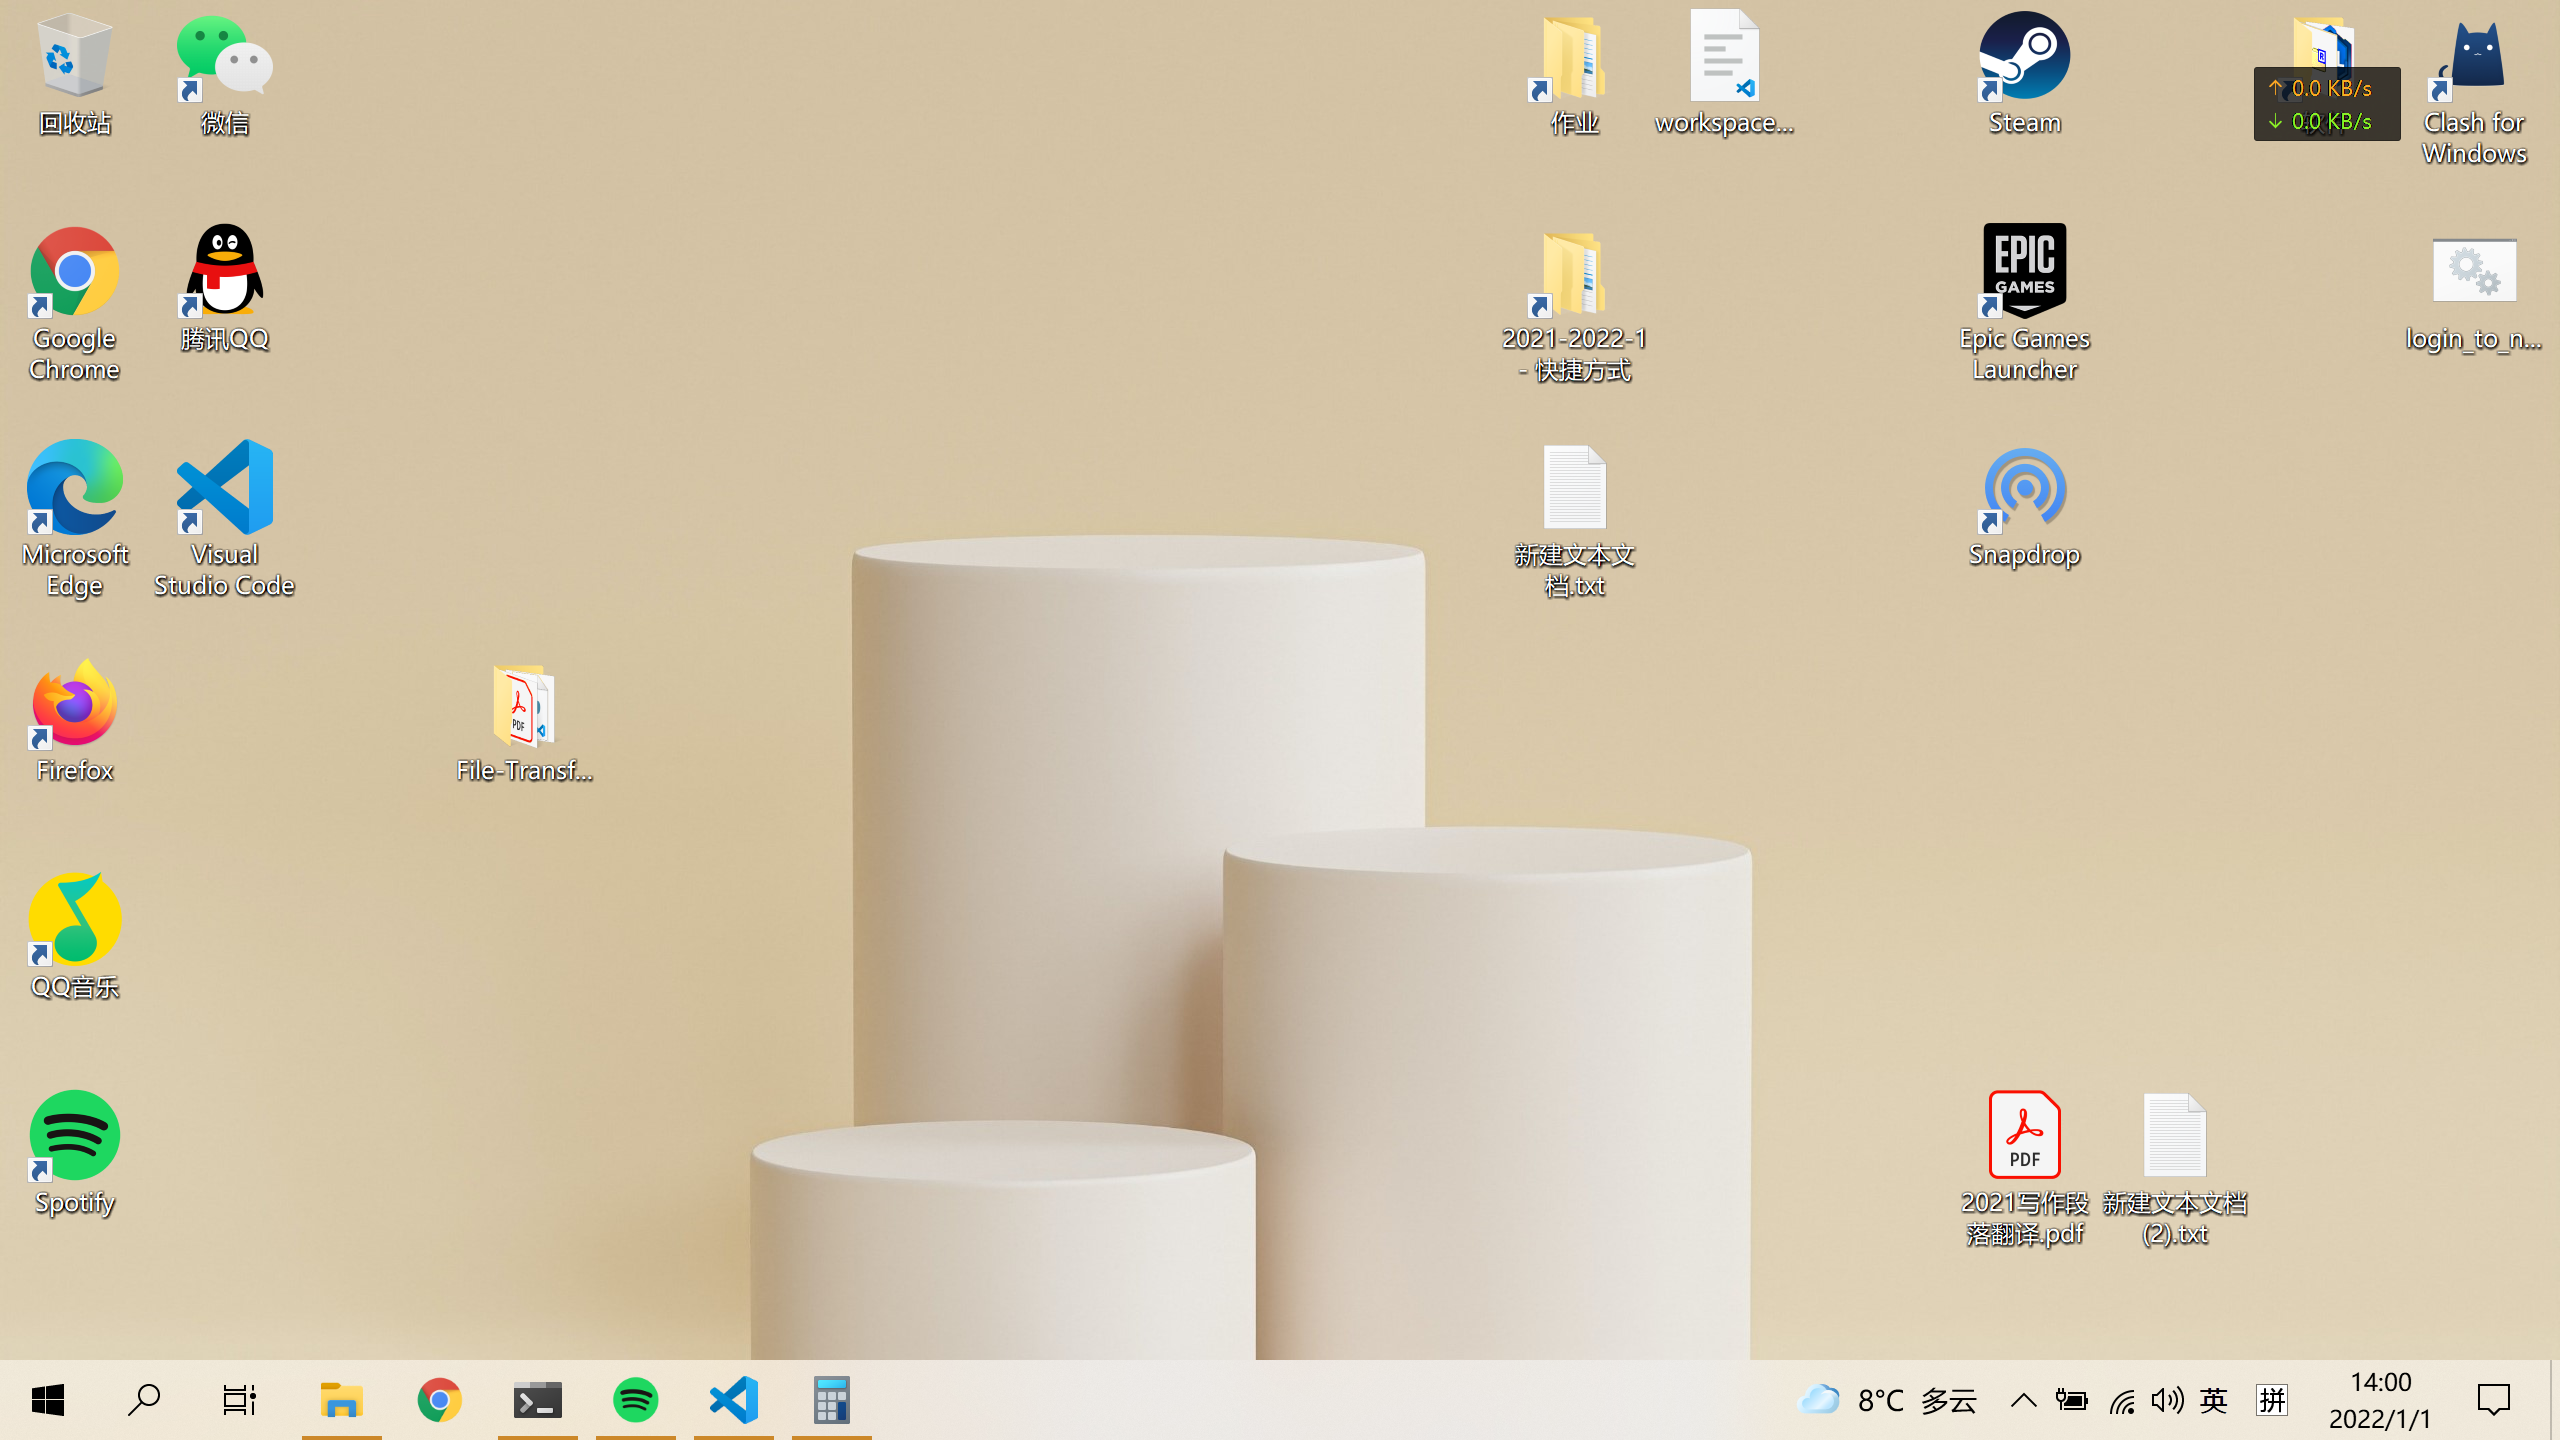 回收站
微信
作业
workspace...
Steam
↑ 0.0 KB/s
↓ 0.0 KB/s
Clash for
Windows
Google
Chrome
腾讯QQ
2021-2022-1
- 快捷方式
EPIC
GAMES
Epic Games
Launcher
login_to_n...
Microsoft
Edge
Visual
Studio Code
新建文本文
档.txt
Snapdrop
Firefox
PDF
File-Transf...
QQ音乐
Spotify
PDF
2021写作段
落翻译.pdf
新建文本文档
(2).txt
8°C 多云
英
拼
14:00
2022/1/1